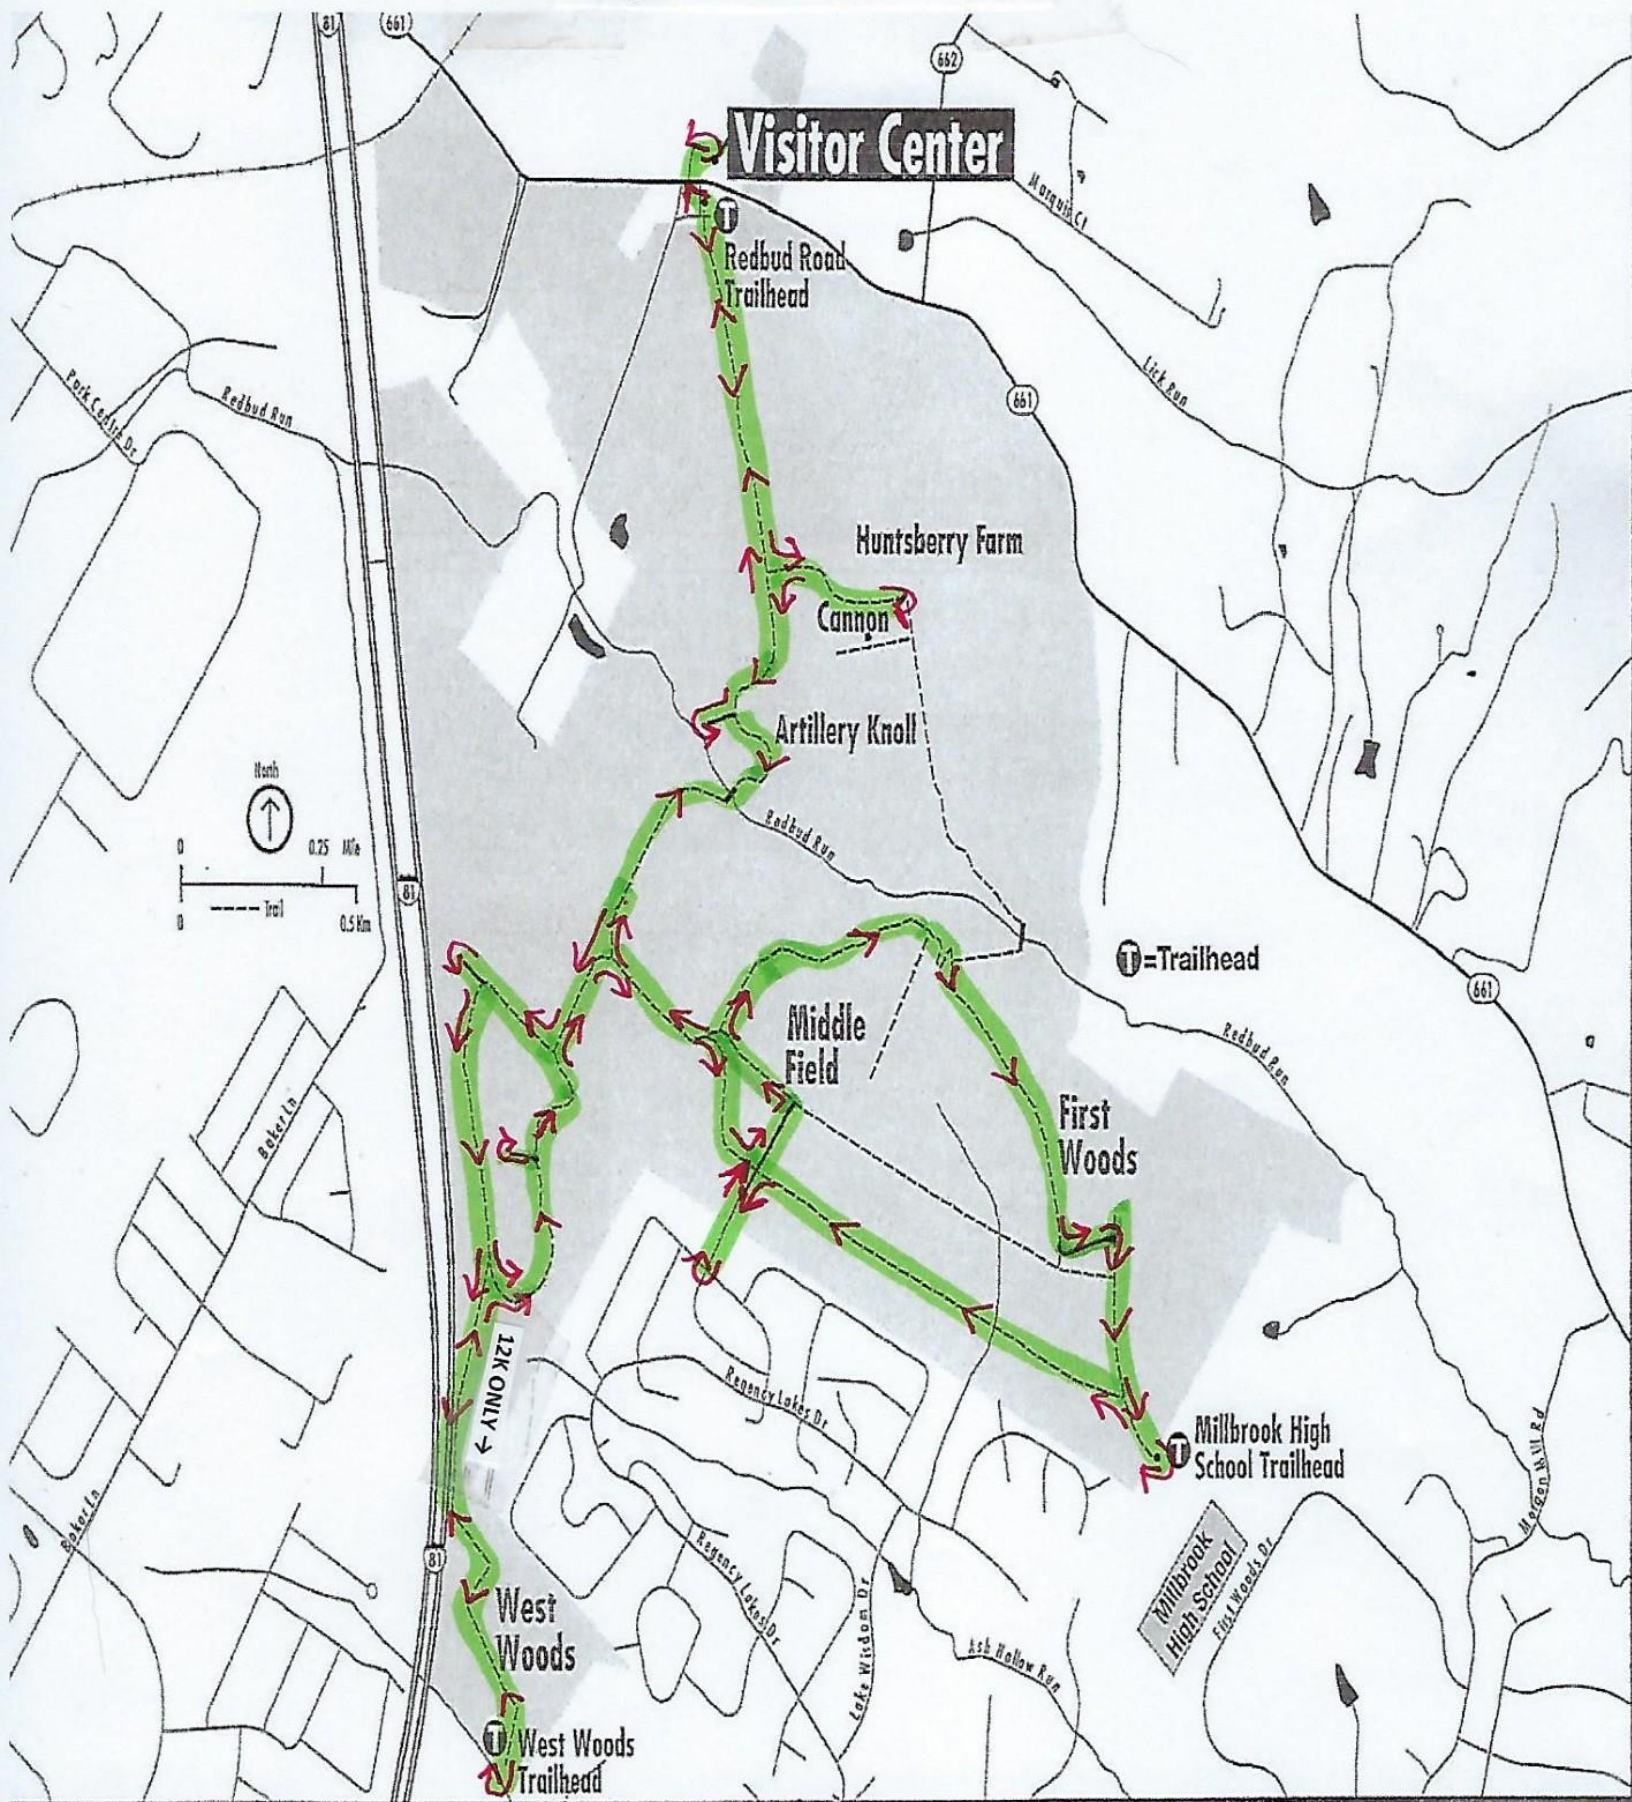 81
661
662
Visitor Center
Marquis Ct
T
Redbud Road
Trailhead
Lick Run
Park Centre Dr
Redbud Run
661
Huntsberry Farm
Cannon
Artillery Knoll
North
0 0.25 Mile
Trail
0 0.5 Km
81
Redbud Run
T=Trailhead
661
Middle
Field
Redbud Run
First
Woods
Baker Ln
12K ONLY →
Regency Lakes Dr
T Millbrook High
School Trailhead
Morgan Mill Rd
Baker Ln
81
Regency Lakes Dr
Millbrook
High School
First Woods Dr
West
Woods
Lake Wisdom Dr
Ash Hollow Run
T West Woods
Trailhead